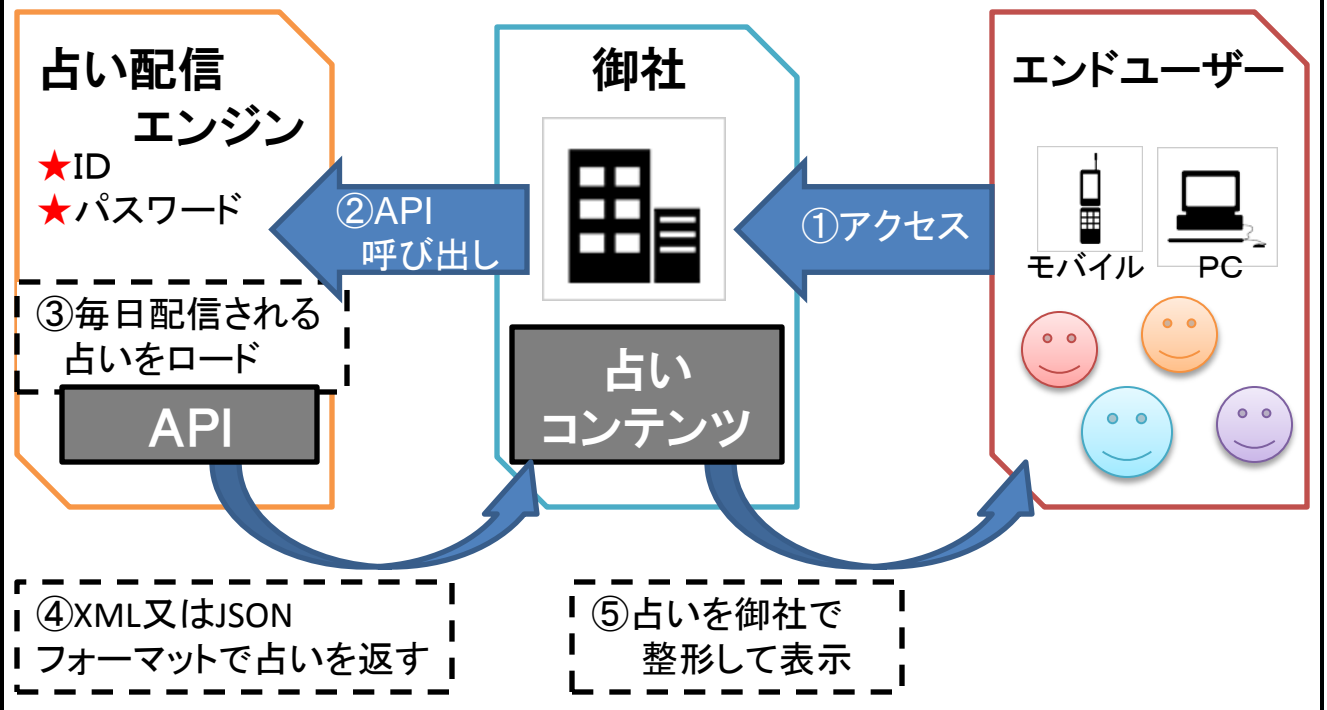 占い配信
エンジン
★ID
★パスワード
②API
呼び出し
③毎日配信される
占いをロード
API
④XML又はJSON
フォーマットで占いを返す
御社
占い
コンテンツ
①アクセス
⑤占いを御社で
整形して表示
エンドユーザー
モバイル
PC